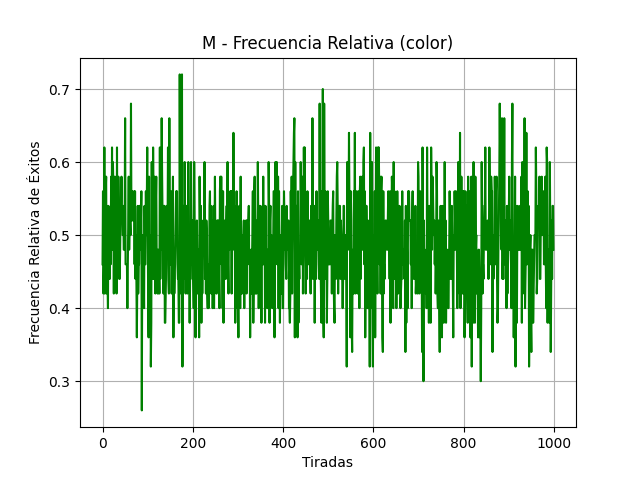 M - Frecuencia Relativa (color)
0.7
0.6
0.5
0.4
0.3
Frecuencia Relativa de Éxitos
0 200 400 600 800 1000
Tiradas